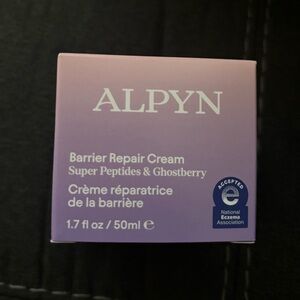 ALPYN
Barrier Repair Cream
Super Peptides & Ghostberry
Crème réparatrice
de la barrière
1.7 fl oz / 50ml e
ACCEPTED
National
Eczema
Association